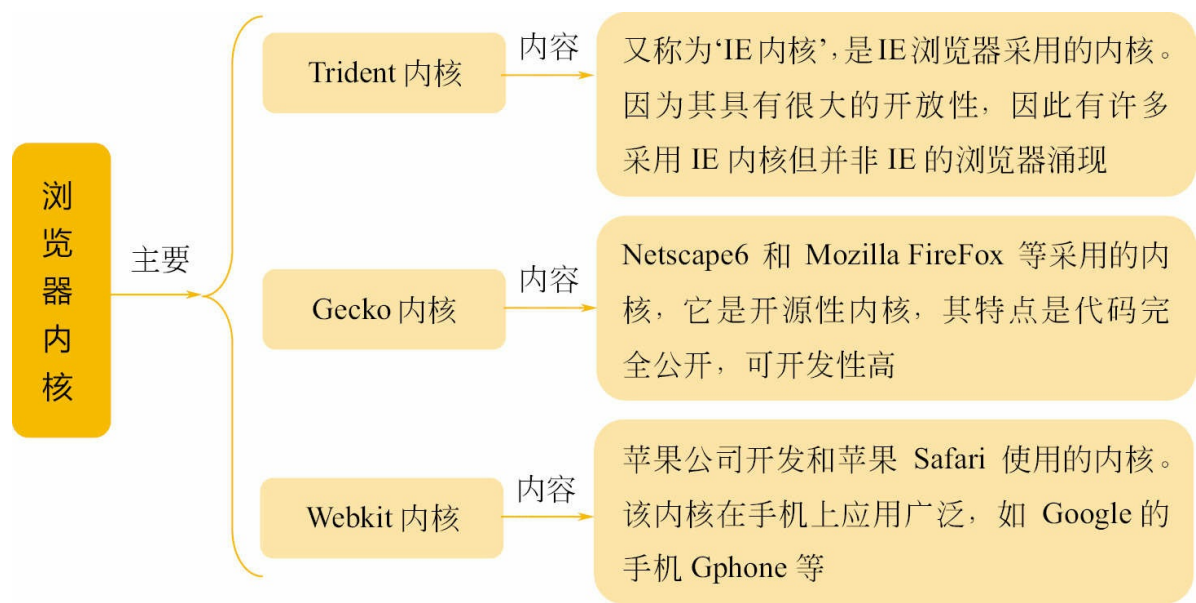 浏览器内核
主要
Trident 内核
内容
又称为‘IE 内核’,是 IE 浏览器采用的内核。
因为其具有很大的开放性，因此有许多
采用 IE 内核但并非 IE 的浏览器涌现
Gecko 内核
内容
Netscape6 和 Mozilla FireFox 等采用的内
核，它是开源性内核，其特点是代码完
全公开，可开发性高
Webkit 内核
内容
苹果公司开发和苹果 Safari 使用的内核。
该内核在手机上应用广泛，如 Google 的
手机 Gphone 等